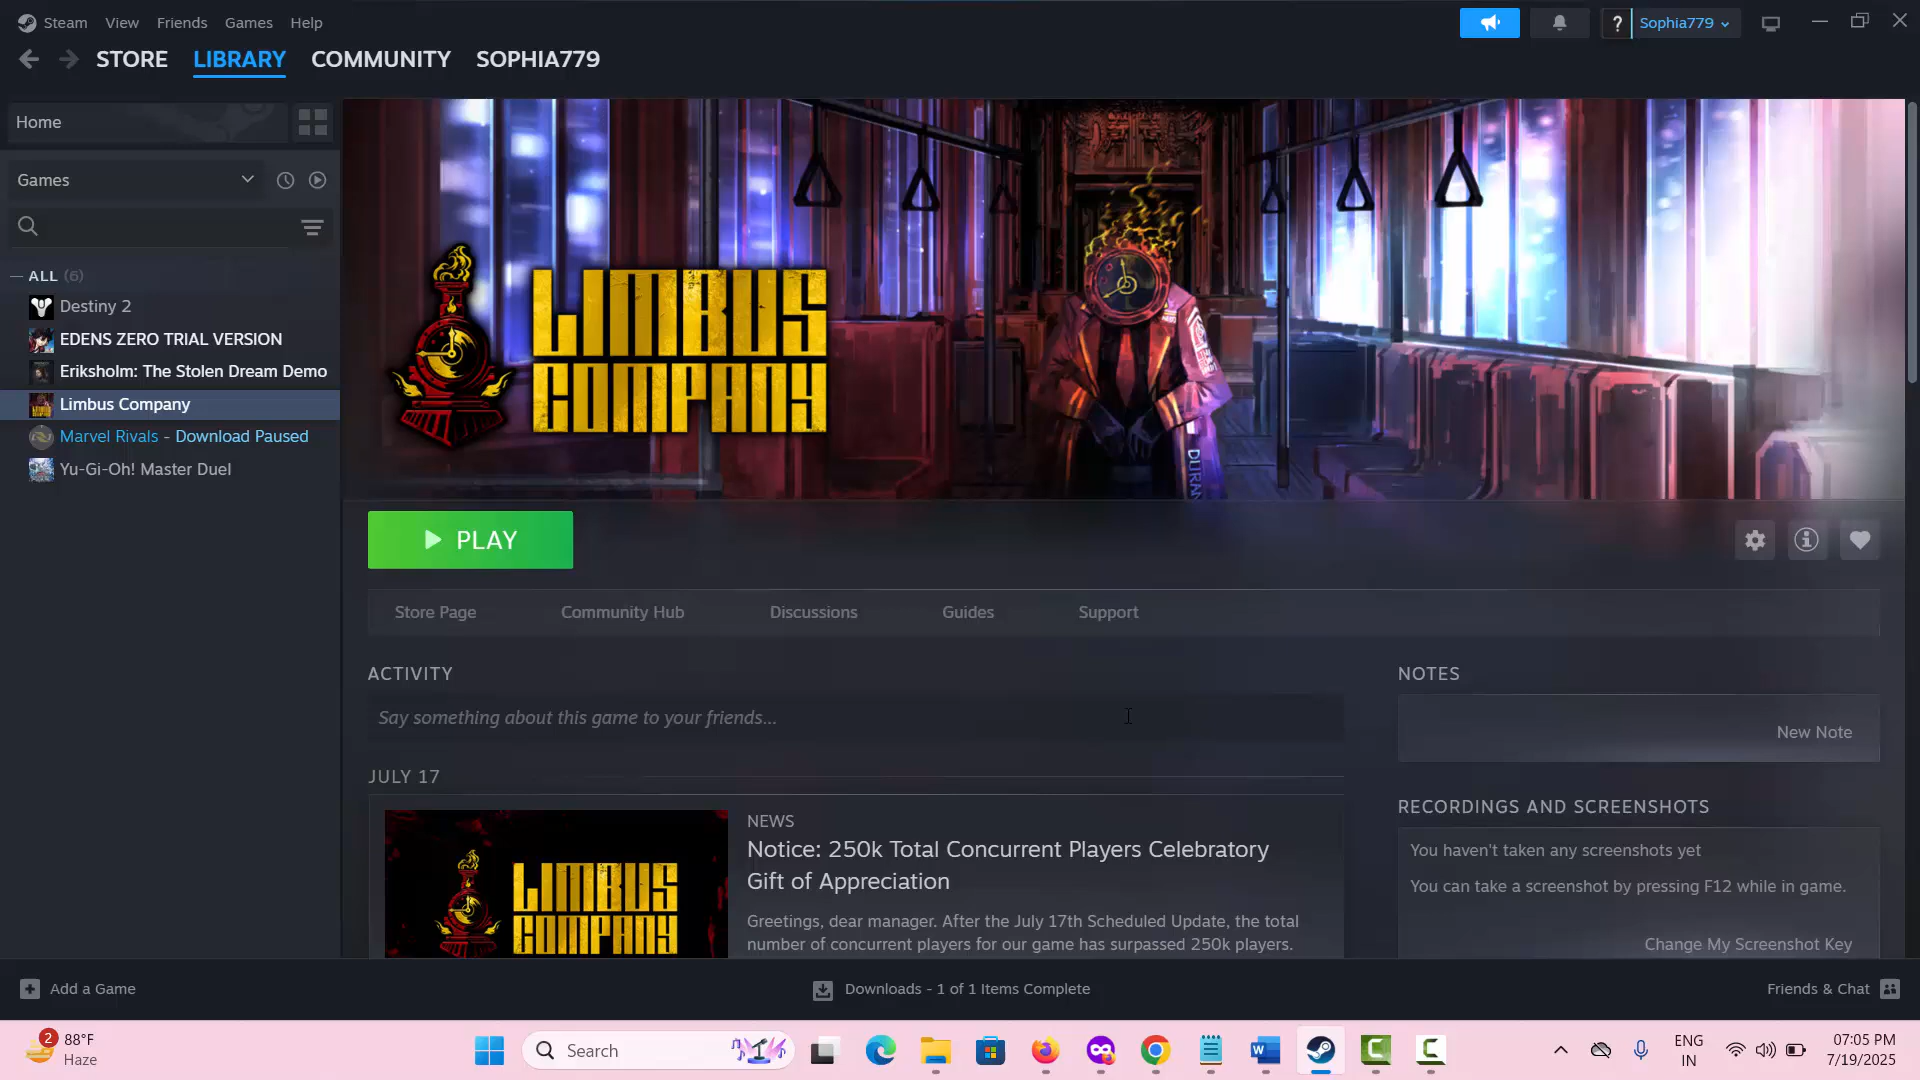 Steam View Friends Games Help
? Sophia779
STORE LIBRARY COMMUNITY SOPHIA779
Home
Games
ALL (6)
Destiny 2
EDENS ZERO TRIAL VERSION
Eriksholm: The Stolen Dream Demo
Limbus Company
Marvel Rivals - Download Paused
Yu-Gi-Oh! Master Duel
LIMBUS
COMPANY
DURAN
PLAY
Store Page Community Hub Discussions Guides Support
ACTIVITY
Say something about this game to your friends...
JULY 17
LIMBUS
COMPANY
NEWS
Notice: 250k Total Concurrent Players Celebratory
Gift of Appreciation
Greetings, dear manager. After the July 17th Scheduled Update, the total
number of concurrent players for our game has surpassed 250k players.
NOTES
New Note
RECORDINGS AND SCREENSHOTS
You haven't taken any screenshots yet
You can take a screenshot by pressing F12 while in game.
Change My Screenshot Key
Add a Game
Downloads - 1 of 1 Items Complete
Friends & Chat
2
88°F
Haze
Search
ENG
IN
07:05 PM
7/19/2025